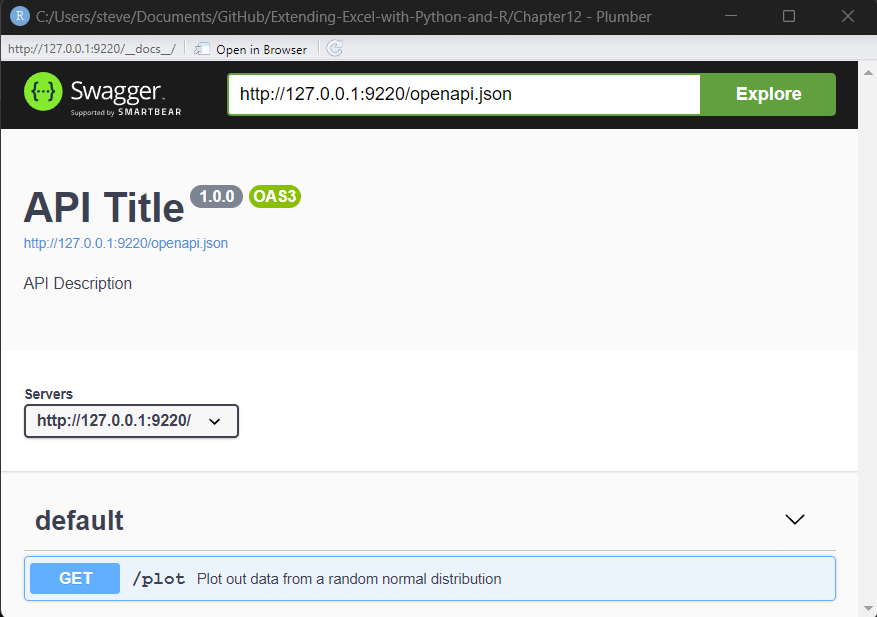 R C:/Users/steve/Documents/GitHub/Extending-Excel-with-Python-and-R/Chapter12 - Plumber
http://127.0.0.1:9220/__docs__/ Open in Browser
{··} Swagger™ http://127.0.0.1:9220/openapi.json Explore
Supported by SMARTBEAR
API Title 1.0.0 OAS3
http://127.0.0.1:9220/openapi.json
API Description
Servers
http://127.0.0.1:9220/
default
GET /plot Plot out data from a random normal distribution